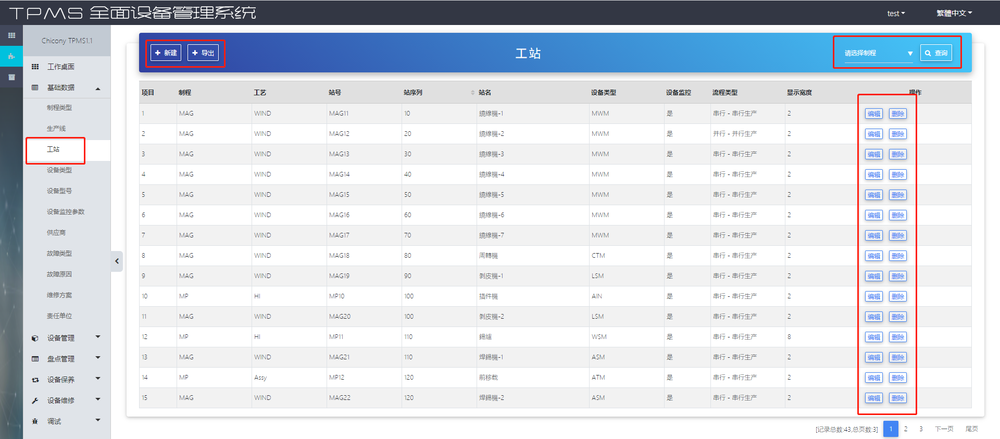 TPMS 全面设备管理系统
test
繁體中文
Chicony TPMS1.1
工作桌面
基础数据
制程类型
生产线
工站
设备类型
设备型号
设备监控参数
供应商
故障类型
故障原因
维修方案
责任单位
设备管理
盘点管理
设备保养
设备维修
调试
新建 导出 工站 请选择制程 查询
项目 制程 工艺 站号 站序列 站名 设备类型 设备监控 流程类型 显示宽度 操作
1 MAG WIND MAG11 10 繞線機-1 MWM 是 串行 - 串行生产 2 编辑 删除
2 MAG WIND MAG12 20 繞線機-2 MWM 是 并行 - 并行生产 2 编辑 删除
3 MAG WIND MAG13 30 繞線機-3 MWM 是 串行 - 串行生产 2 编辑 删除
4 MAG WIND MAG14 40 繞線機-4 MWM 是 串行 - 串行生产 2 编辑 删除
5 MAG WIND MAG15 50 繞線機-5 MWM 是 串行 - 串行生产 2 编辑 删除
6 MAG WIND MAG16 60 繞線機-6 MWM 是 串行 - 串行生产 2 编辑 删除
7 MAG WIND MAG17 70 繞線機-7 MWM 是 串行 - 串行生产 2 编辑 删除
8 MAG WIND MAG18 80 周轉機 CTM 是 串行 - 串行生产 2 编辑 删除
9 MAG WIND MAG19 90 剝皮機-1 LSM 是 串行 - 串行生产 2 编辑 删除
10 MP HI MP10 100 插件機 AIN 是 串行 - 串行生产 2 编辑 删除
11 MAG WIND MAG20 100 剝皮機-2 LSM 是 串行 - 串行生产 2 编辑 删除
12 MP HI MP11 110 錫爐 WSM 是 串行 - 串行生产 8 编辑 删除
13 MAG WIND MAG21 110 焊錫機-1 ASM 是 串行 - 串行生产 2 编辑 删除
14 MP Assy MP12 120 前移载 ATM 是 串行 - 串行生产 2 编辑 删除
15 MAG WIND MAG22 120 焊錫機-2 ASM 是 串行 - 串行生产 2 编辑 删除
[记录总数:43,总页数:3] 1 2 3 下一页 尾页